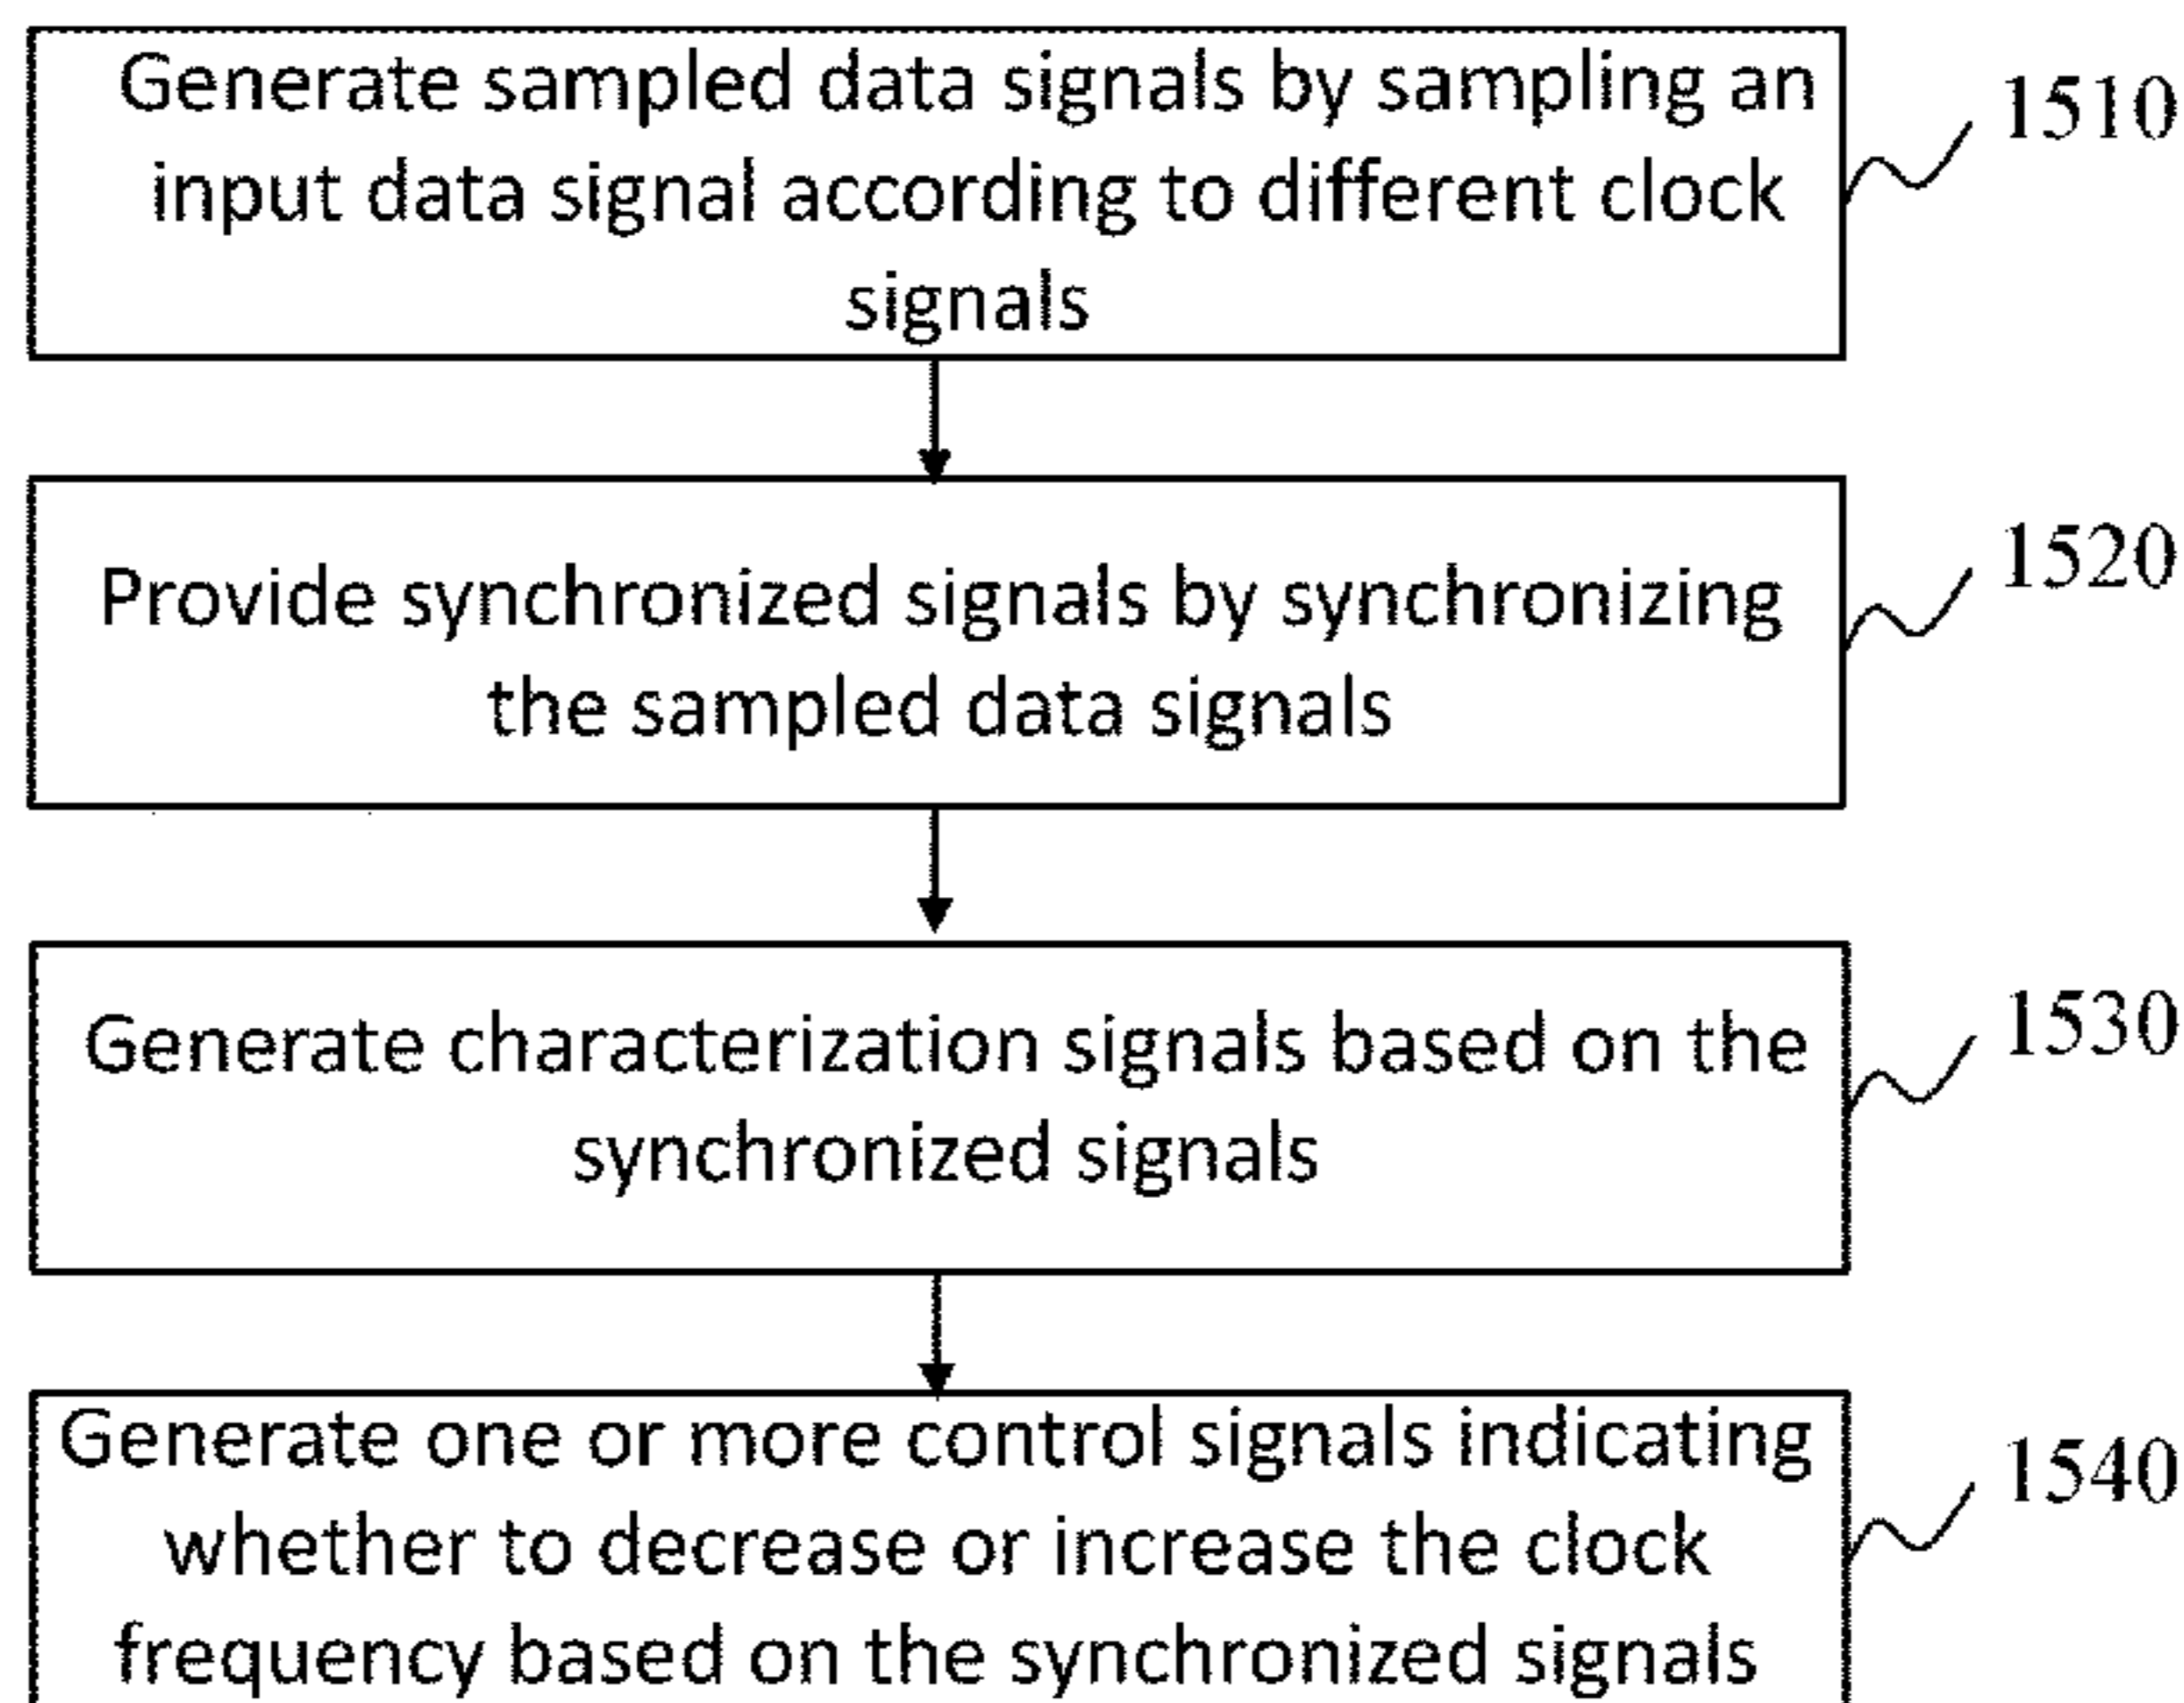 Generate sampled data signals by sampling an
input data signal according to different clock
signals
1510
Provide synchronized signals by synchronizing
the sampled data signals
1520
Generate characterization signals based on the
synchronized signals
1530
Generate one or more control signals indicating
whether to decrease or increase the clock
frequency based on the synchronized signals
1540